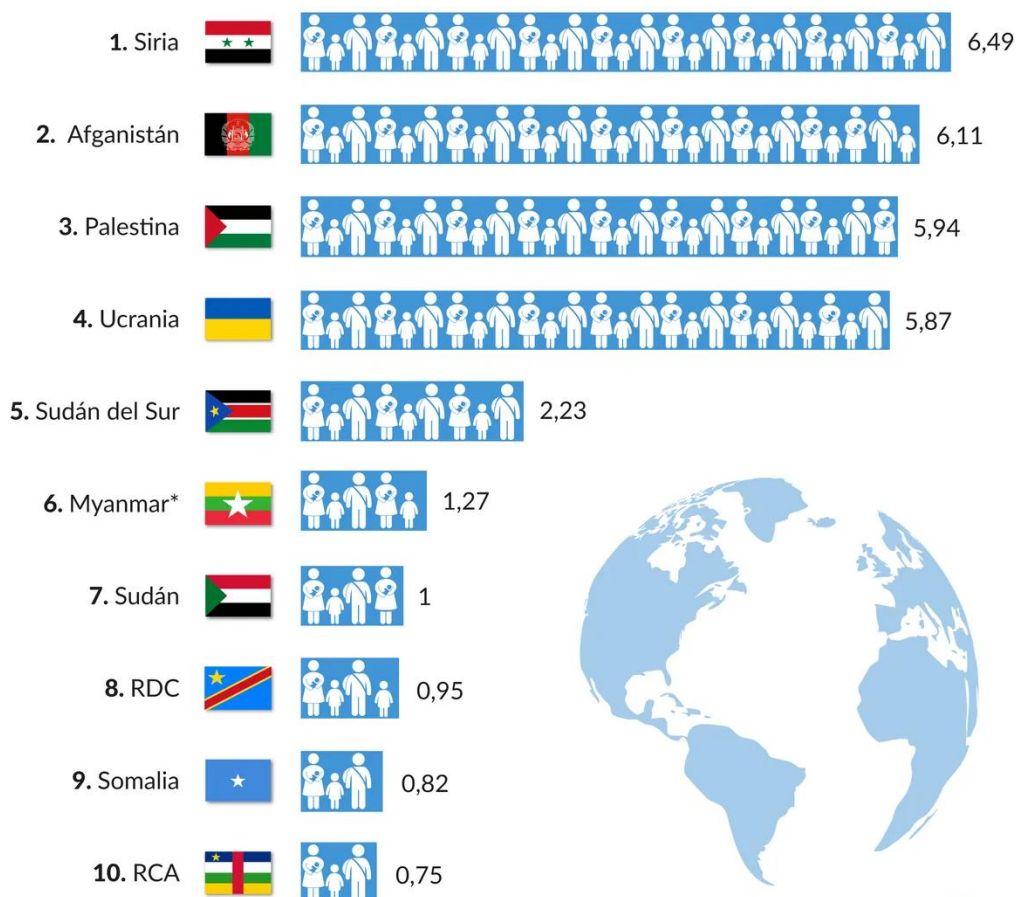 1. Siria 6,49
2. Afganistán 6,11
3. Palestina 5,94
4. Ucrania 5,87
5. Sudán del Sur 2,23
6. Myanmar* 1,27
7. Sudán 1
8. RDC 0,95
9. Somalia 0,82
10. RCA 0,75